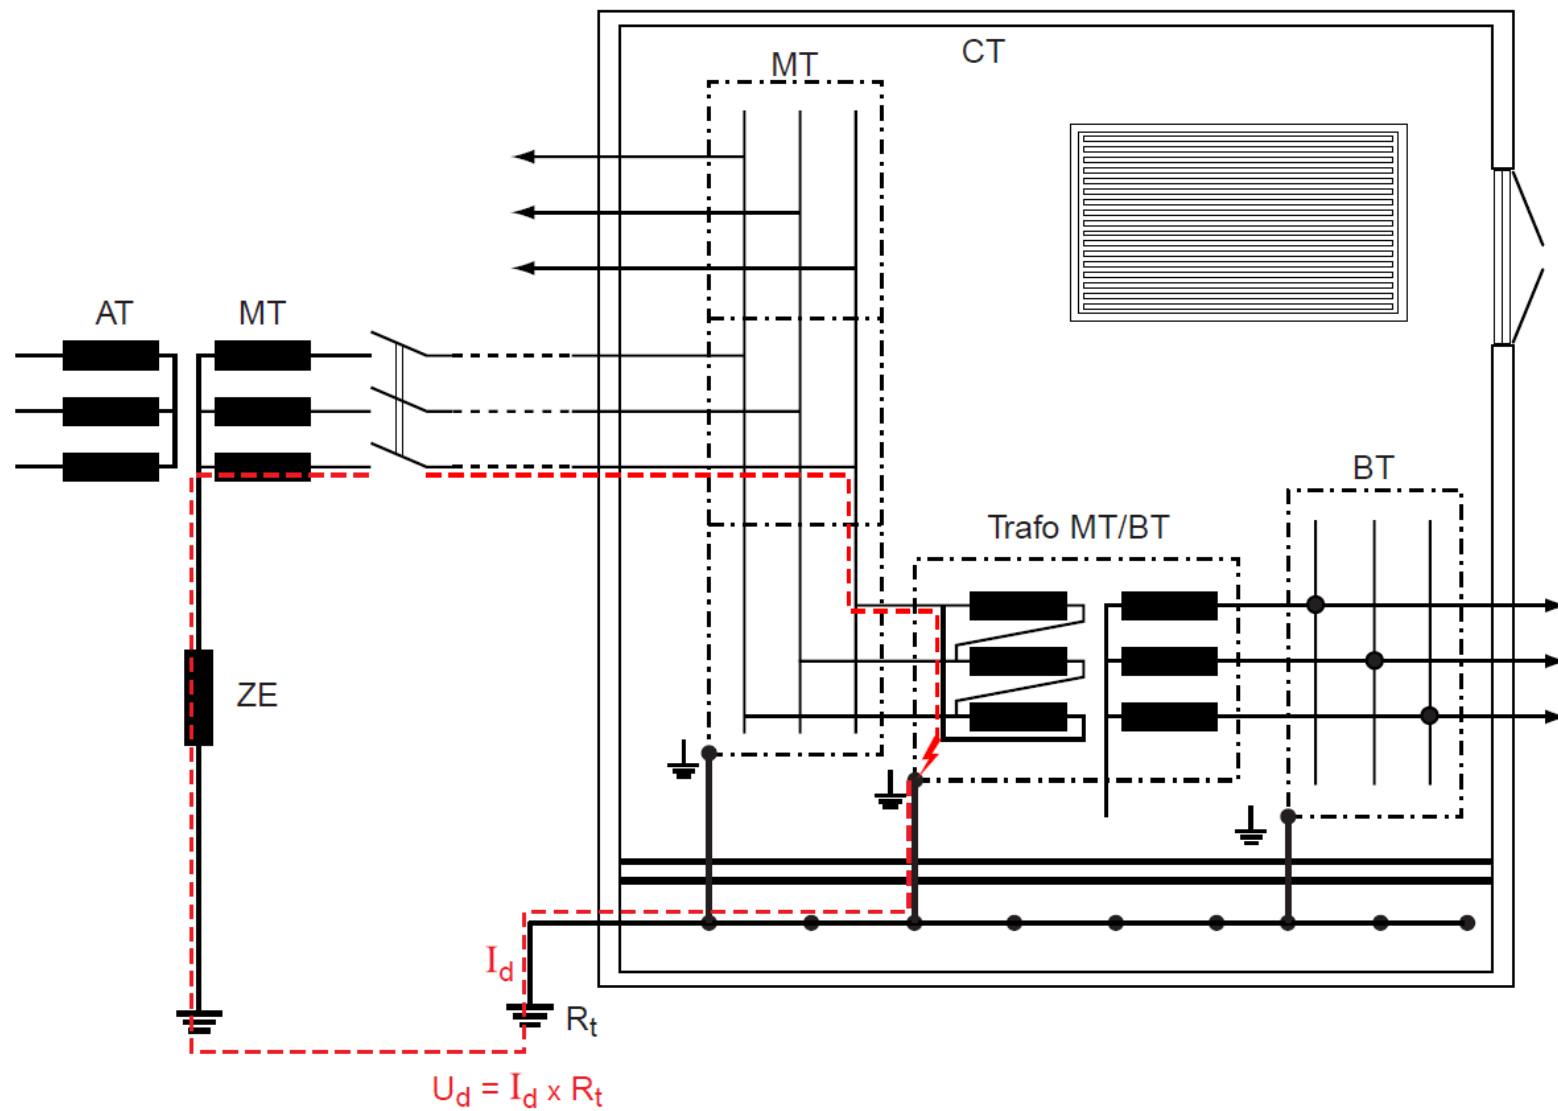 CT
MT
AT
MT
BT
Trafo MT/BT
ZE
Id
Rt
Ud = Id x Rt